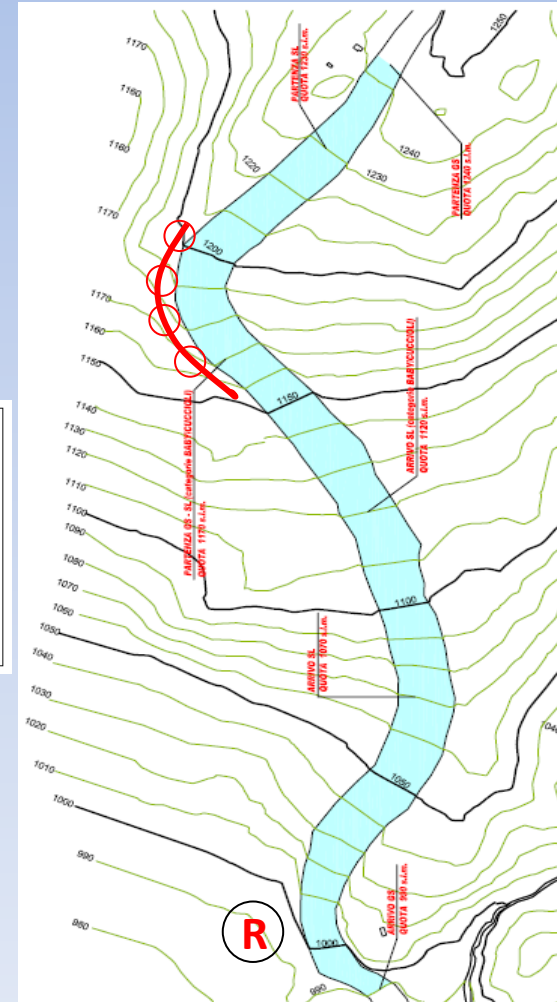 1170
1250
1160
PARTENZA SL
QUOTA 1230 s.l.m.
1160
1220
1240
1230
PARTENZA GS
QUOTA 1240 s.l.m.
1170
1200
1170
1160
1150
1150
ARRIVO SL (categorie BABY/CUCCIOLI)
QUOTA 1120 s.l.m.
1140
1130
1120
1110
PARTENZA GS - SL (categorie BABY/CUCCIOLI)
QUOTA 1170 s.l.m.
1100
1090
1080
1070
1060
1100
1050
1040
ARRIVO SL
QUOTA 1070 s.l.m.
1030
1020
1010
1050
1000
990
980
ARRIVO GS
QUOTA 990 s.l.m.
R
1000
990